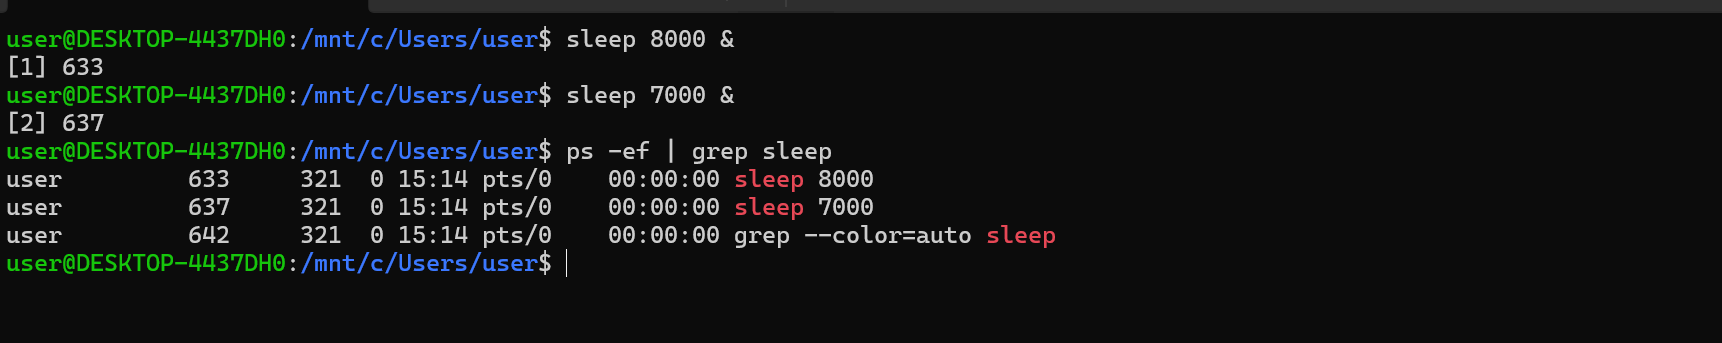 user@DESKTOP-4437DH0:/mnt/c/Users/user$ sleep 8000 &
[1] 633
user@DESKTOP-4437DH0:/mnt/c/Users/user$ sleep 7000 &
[2] 637
user@DESKTOP-4437DH0:/mnt/c/Users/user$ ps -ef | grep sleep
user         633     321  0 15:14 pts/0    00:00:00 sleep 8000
user         637     321  0 15:14 pts/0    00:00:00 sleep 7000
user         642     321  0 15:14 pts/0    00:00:00 grep --color=auto sleep
user@DESKTOP-4437DH0:/mnt/c/Users/user$